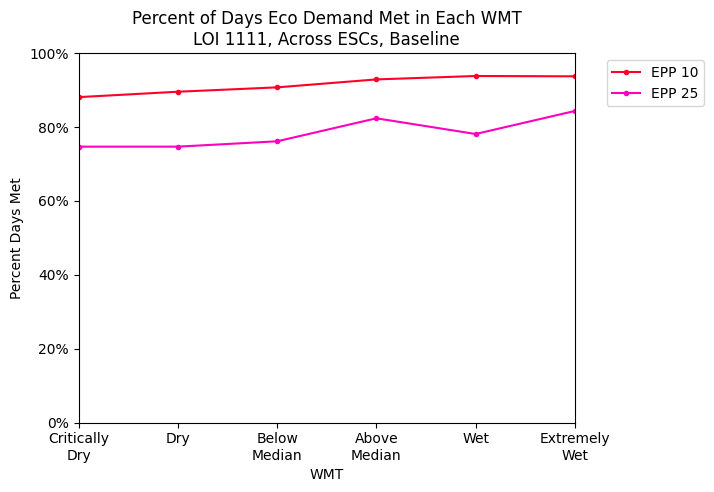 Percent of Days Eco Demand Met in Each WMT
LOI 1111, Across ESCs, Baseline
EPP 10
EPP 25
Percent Days Met
100%
80%
60%
40%
20%
0%
Critically
Dry
Dry
Below
Median
Above
Median
Wet
Extremely
Wet
WMT